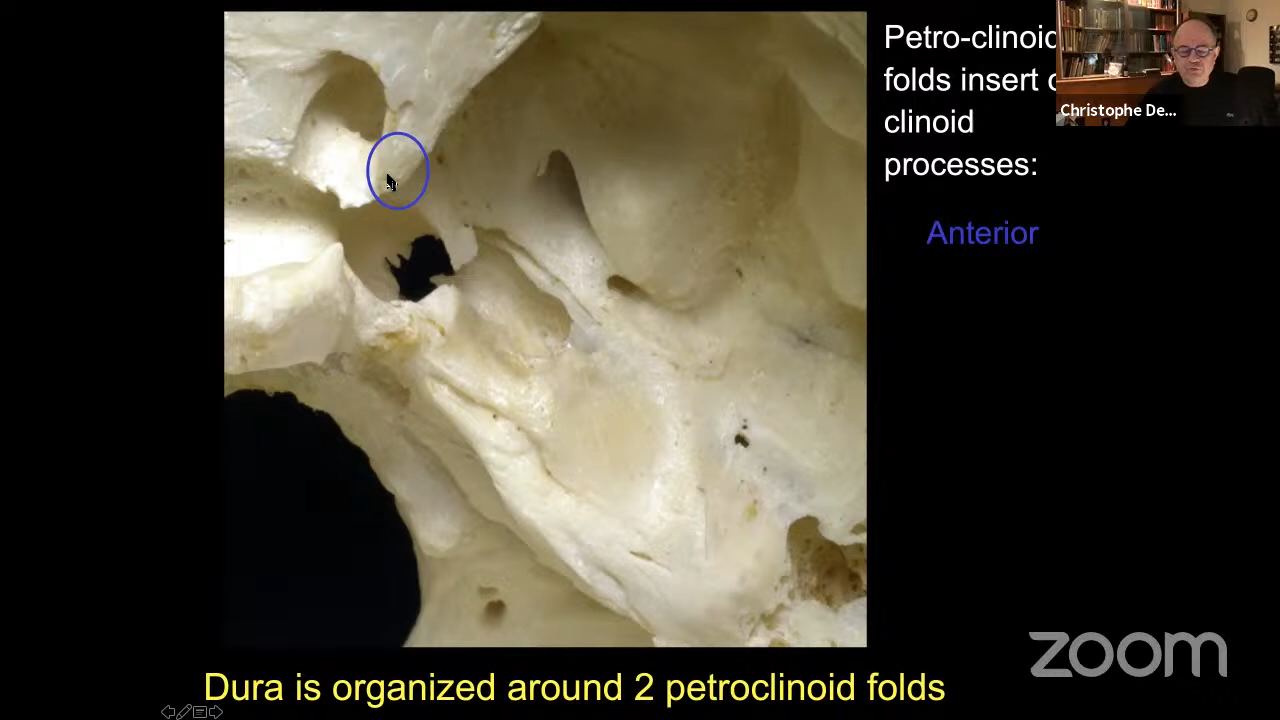 Petro-clinoid
folds insert
clinoid
processes:
Christophe De...
Anterior
zoom
Dura is organized around 2 petroclinoid folds